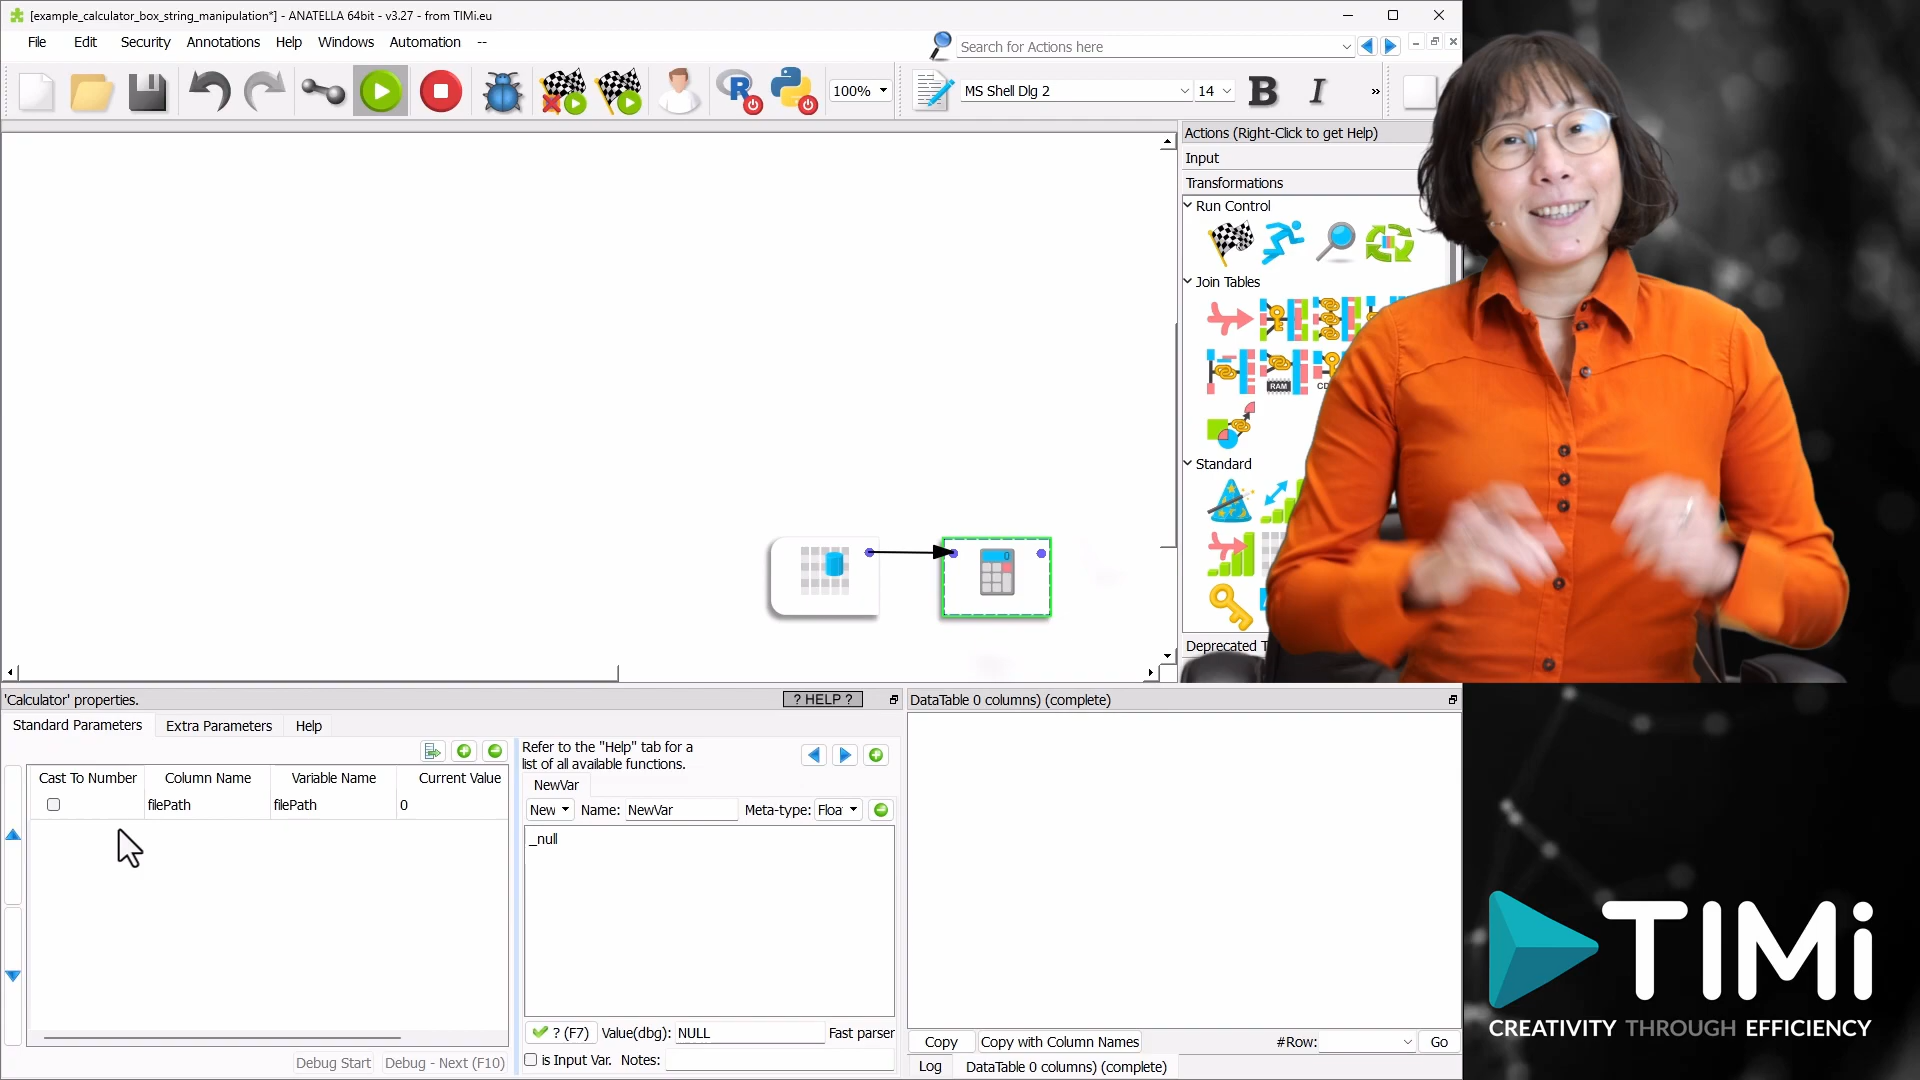 [example_calculator_box_string_manipulation*] - ANATELLA 64bit - v3.27 - from TIMi.eu
File Edit Security Annotations Help Windows Automation --
Search for Actions here
100%
MS Shell Dlg 2
14
B
I
»
Actions (Right-Click to get Help)
Input
Transformations
Run Control
Join Tables
RAM
Standard
Deprecated
'Calculator' properties.
? HELP ?
Standard Parameters Extra Parameters Help
Cast To Number Column Name Variable Name Current Value
filePath filePath 0
Debug Start Debug - Next (F10)
Refer to the "Help" tab for a
list of all available functions.
NewVar
New Name: NewVar Meta-type: Floa
_null
? (F7) Value(dbg): NULL Fast parser
is Input Var. Notes:
DataTable 0 columns) (complete)
Copy Copy with Column Names #Row: Go
Log DataTable 0 columns) (complete)
TIMi
CREATIVITY THROUGH EFFICIENCY